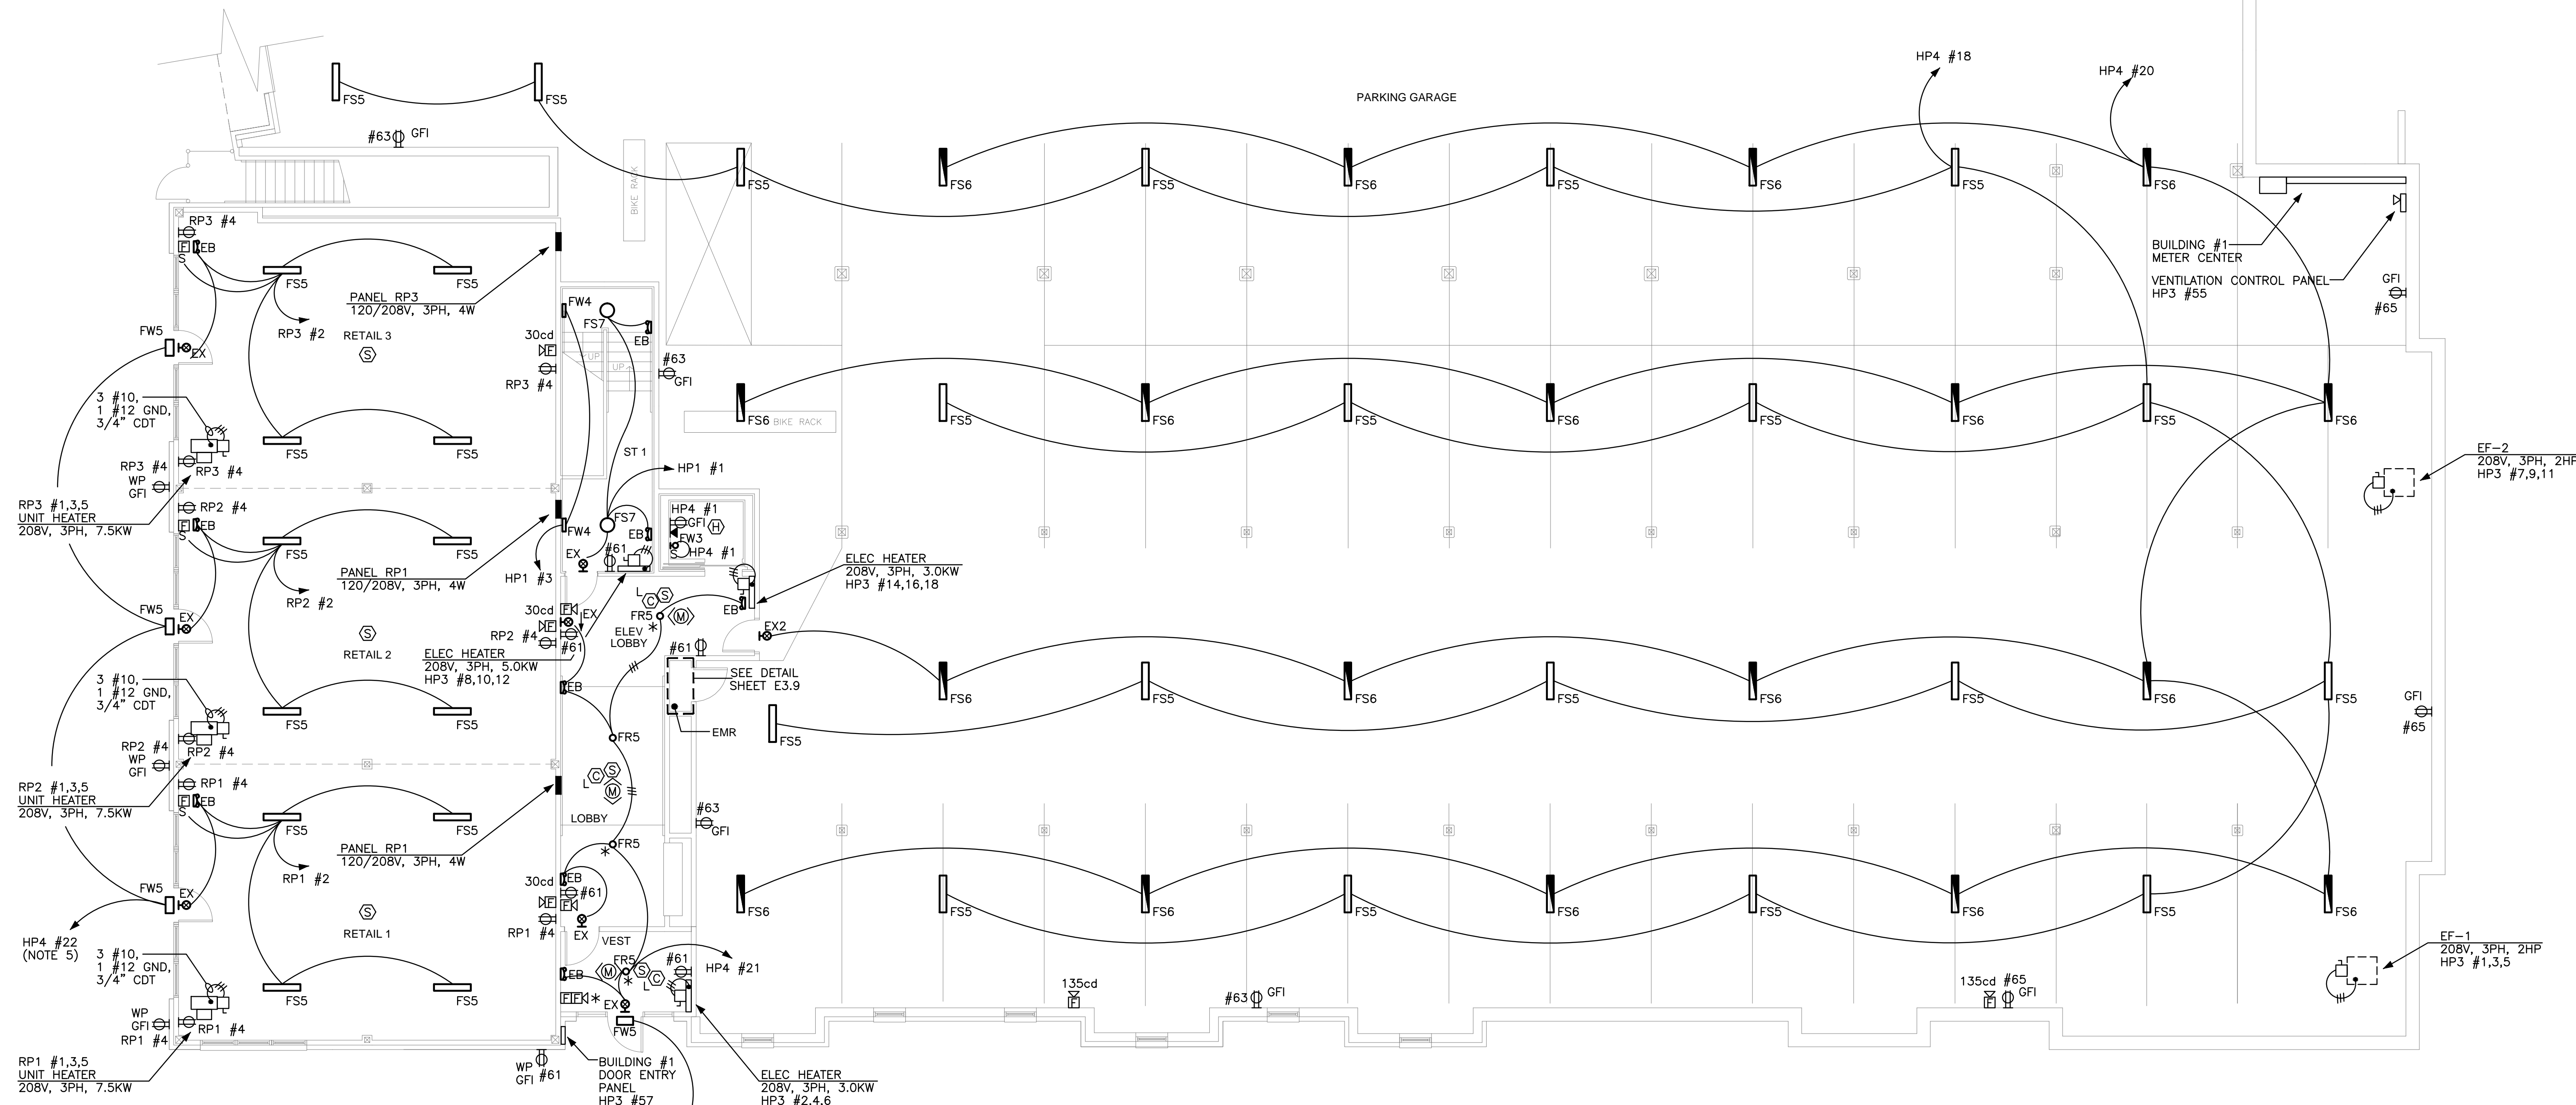 HP4 #18
HP4 #20
PARKING GARAGE
FS5
FS5
#63
GFI
BIKE RACK
FS5
FS6
FS5
FS6
FS5
FS6
FS5
FS6
RP3 #4
F
EB
S
FS5
FS5
PANEL RP3
120/208V, 3PH, 4W
RP3 #2
RETAIL 3
S
FW5
EX
FW4
FS7
30cd
F
EB
UP
UP
RP3 #4
#63
GFI
BUILDING #1
METER CENTER
VENTILATION CONTROL PANEL
HP3 #55
GFI
#65
3 #10,
1 #12 GND,
3/4" CDT
FS5
FS5
FS6
BIKE RACK
FS5
FS6
FS5
FS6
FS5
FS6
FS5
FS6
RP3 #4
RP3 #4
WP
GFI
ST 1
HP1 #1
EF-2
208V, 3PH, 2HP
HP3 #7,9,11
RP3 #1,3,5
UNIT HEATER
208V, 3PH, 7.5KW
RP2 #4
F
EB
S
FS5
FS5
FW4
FS7
EB
HP4 #1
GFI
H
FW3
S
HP4 #1
EX
#61
HP1 #3
PANEL RP1
120/208V, 3PH, 4W
RP2 #2
ELEC HEATER
208V, 3PH, 3.0KW
HP3 #14,16,18
FW5
EX
S
RETAIL 2
30cd
F
F
EX
RP2 #4
#61
L
C
S
FR5
*
M
EB
EX2
ELEV
LOBBY
#61
ELEC HEATER
208V, 3PH, 5.0KW
HP3 #8,10,12
SEE DETAIL
SHEET E3.9
EMR
EB
3 #10,
1 #12 GND,
3/4" CDT
FS5
FS5
FR5
FS5
FS6
FS5
FS6
FS5
FS6
FS5
FS6
FS5
GFI
#65
RP2 #4
RP2 #4
WP
GFI
RP2 #1,3,5
UNIT HEATER
208V, 3PH, 7.5KW
RP1 #4
F
EB
S
FS5
FS5
C
S
L
M
LOBBY
#63
GFI
FR5
*
PANEL RP1
120/208V, 3PH, 4W
RP1 #2
EB
30cd
#61
F
F
RP1 #4
EX
FW5
EX
S
RETAIL 1
FS6
FS5
FS6
FS5
FS6
FS5
FS6
FS5
FS6
HP4 #22
(NOTE 5)
3 #10,
1 #12 GND,
3/4" CDT
FS5
FS5
VEST
FR5
M
S
C
L
*
#61
HP4 #21
EB
F
F
*
EX
FW5
WP
GFI
RP1 #4
RP1 #4
135cd
F
#63
GFI
135cd
F
#65
GFI
EF-1
208V, 3PH, 2HP
HP3 #1,3,5
RP1 #1,3,5
UNIT HEATER
208V, 3PH, 7.5KW
WP
GFI
#61
BUILDING #1
DOOR ENTRY
PANEL
HP3 #57
ELEC HEATER
208V, 3PH, 3.0KW
HP3 #2,4,6